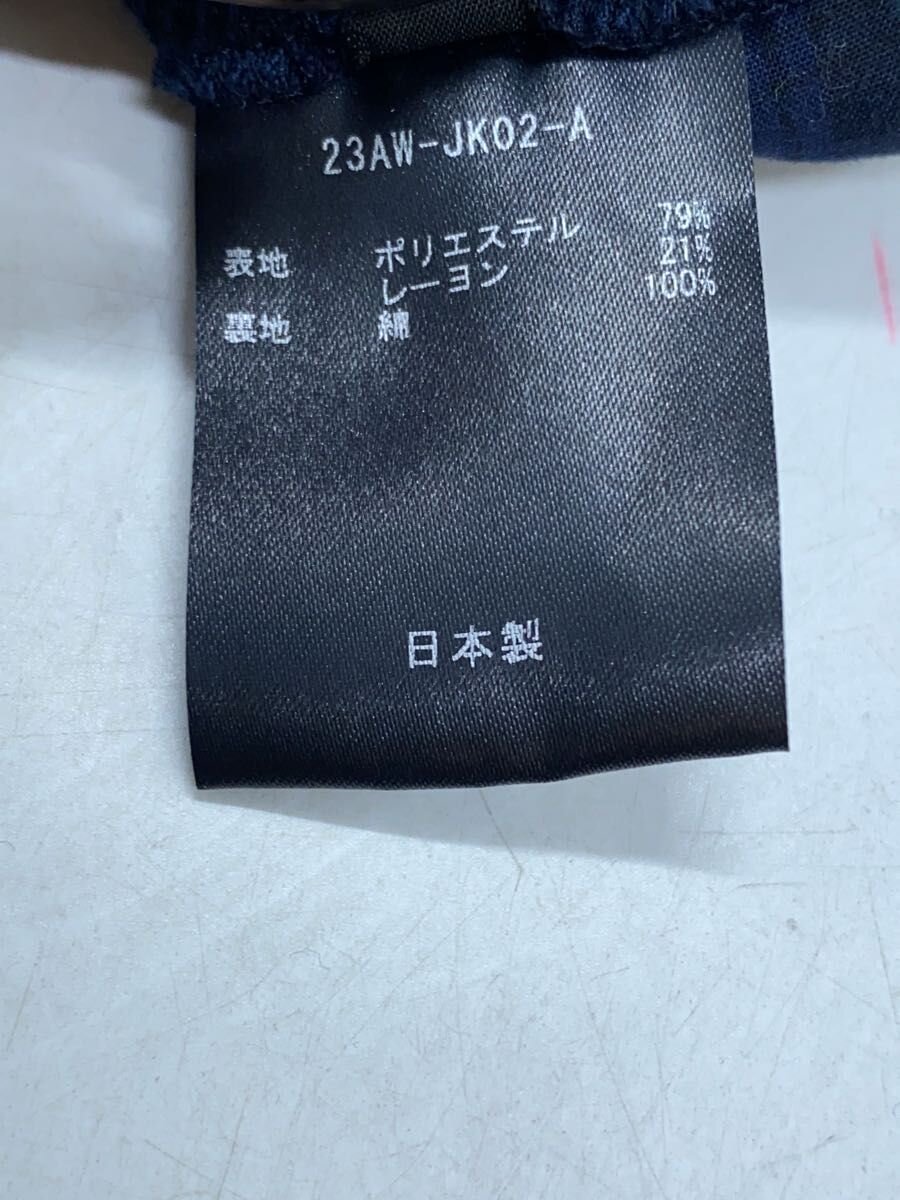 23AW-JK02-A
表地 ポリエステル 79%
レーヨン 21%
裏地 綿 100%
日本製